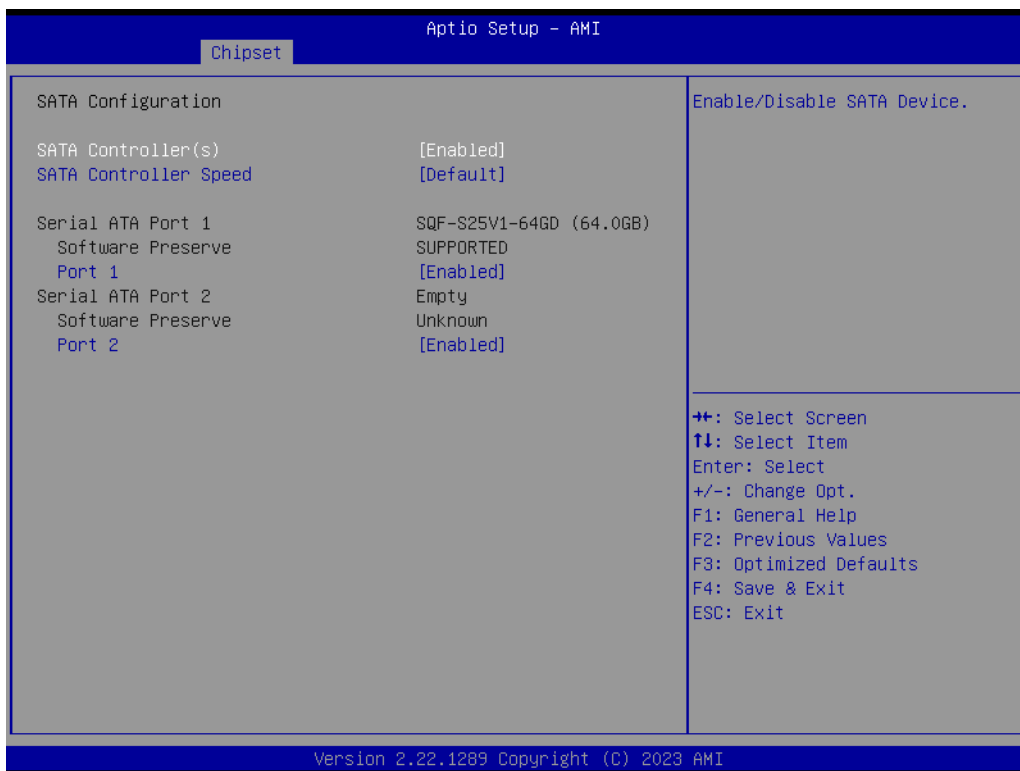 Aptio Setup – AMI
Chipset
SATA Configuration
SATA Controller(s) [Enabled]
SATA Controller Speed [Default]
Serial ATA Port 1 SQF-S25V1-64GD (64.0GB)
Software Preserve SUPPORTED
Port 1 [Enabled]
Serial ATA Port 2 Empty
Software Preserve Unknown
Port 2 [Enabled]
Enable/Disable SATA Device.
→←: Select Screen
↑↓: Select Item
Enter: Select
+/-: Change Opt.
F1: General Help
F2: Previous Values
F3: Optimized Defaults
F4: Save & Exit
ESC: Exit
Version 2.22.1289 Copyright (C) 2023 AMI